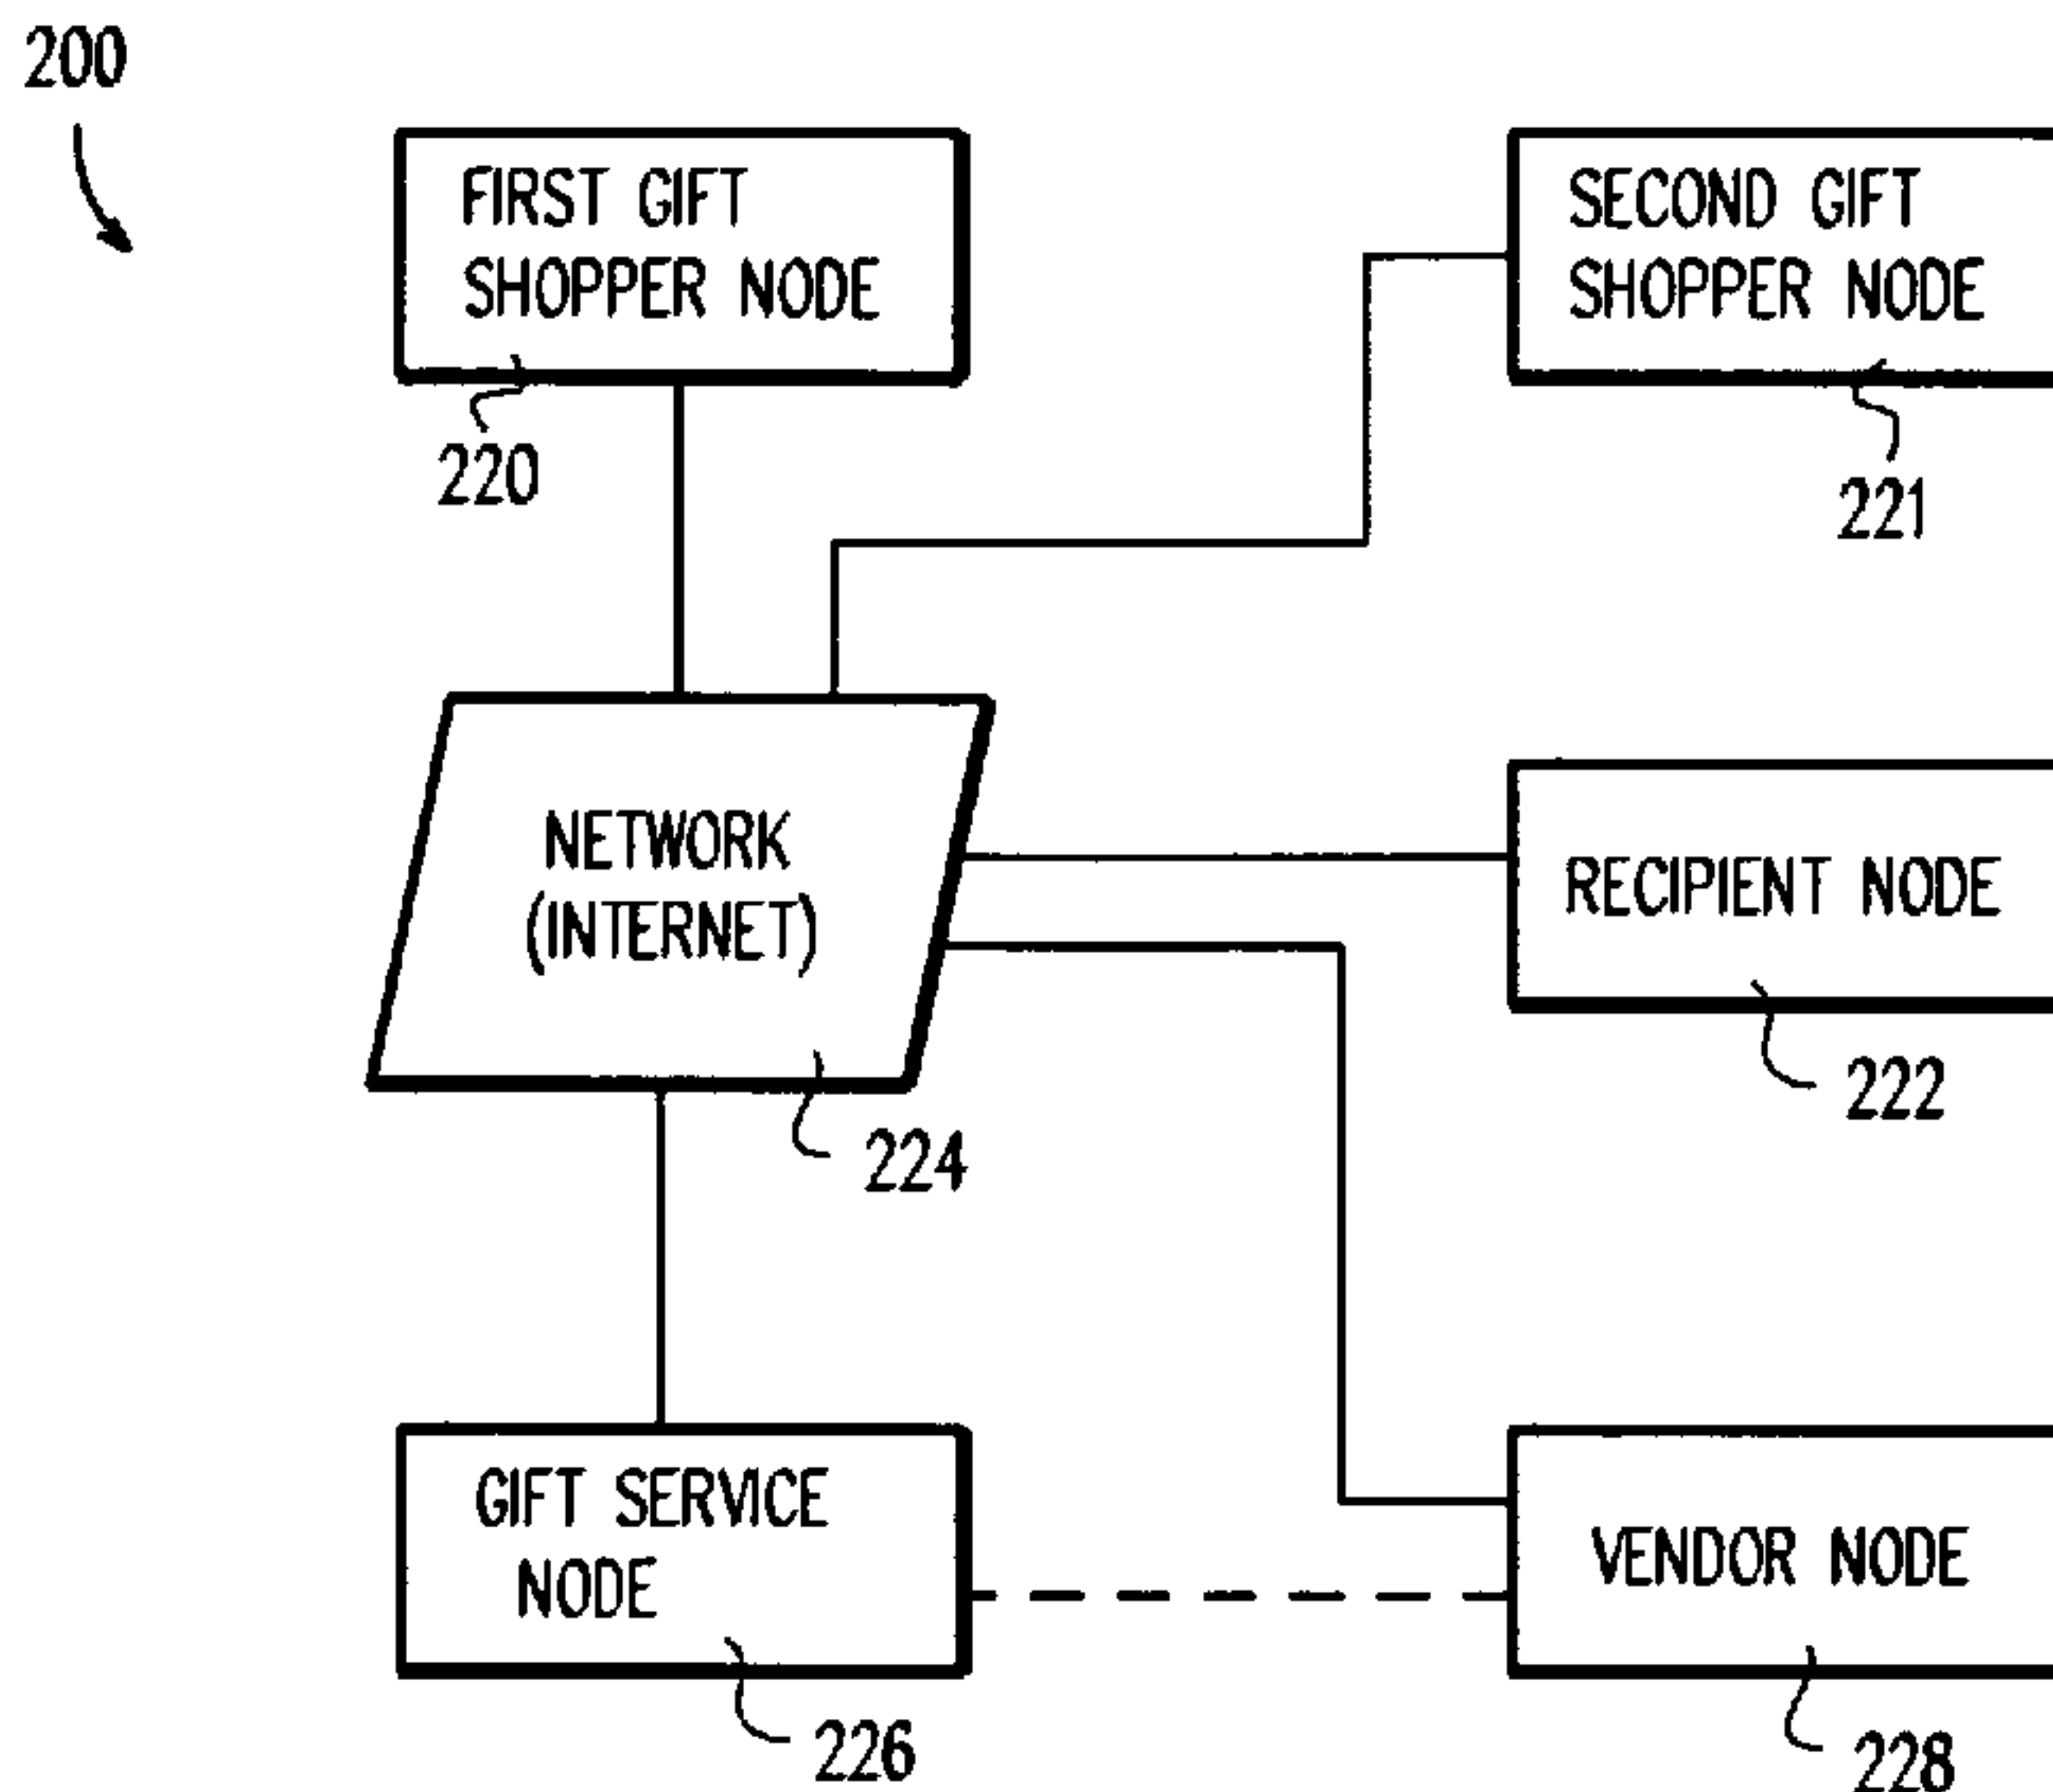 200
FIRST GIFT
SHOPPER NODE
220
SECOND GIFT
SHOPPER NODE
221
NETWORK
(INTERNET)
224
RECIPIENT NODE
222
GIFT SERVICE
NODE
226
VENDOR NODE
228